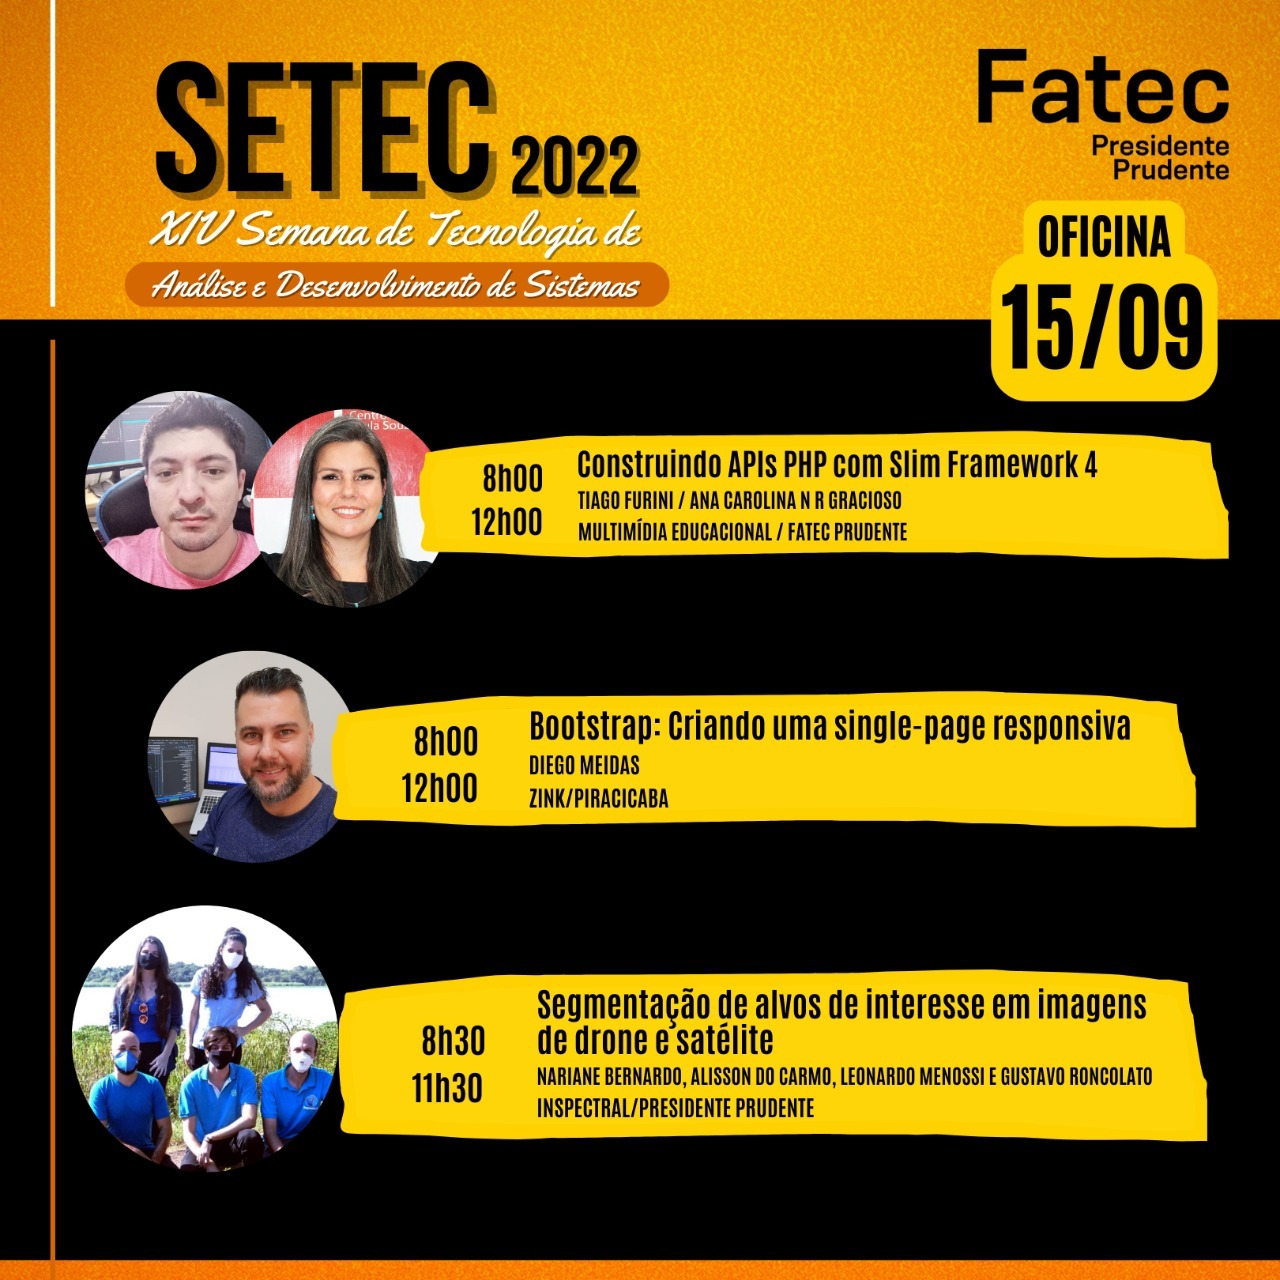 SETEC 2022
XIV Semana de Tecnologia de
Análise e Desenvolvimento de Sistemas
Fatec
Presidente
Prudente
OFICINA
15/09
Centro
ula Souz
8h00
12h00
Construindo APIs PHP com Slim Framework 4
TIAGO FURINI / ANA CAROLINA N R GRACIOSO
MULTIMÍDIA EDUCACIONAL / FATEC PRUDENTE
8h00
12h00
Bootstrap: Criando uma single-page responsiva
DIEGO MEIDAS
ZINK/PIRACICABA
8h30
11h30
Segmentação de alvos de interesse em imagens
de drone e satélite
NARIANE BERNARDO, ALISSON DO CARMO, LEONARDO MENOSSI E GUSTAVO RONCOLATO
INSPECTRAL/PRESIDENTE PRUDENTE